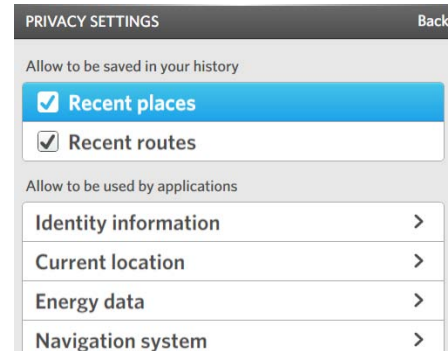 PRIVACY SETTINGS Back
Allow to be saved in your history
Recent places
Recent routes
Allow to be used by applications
Identity information
Current location
Energy data
Navigation system